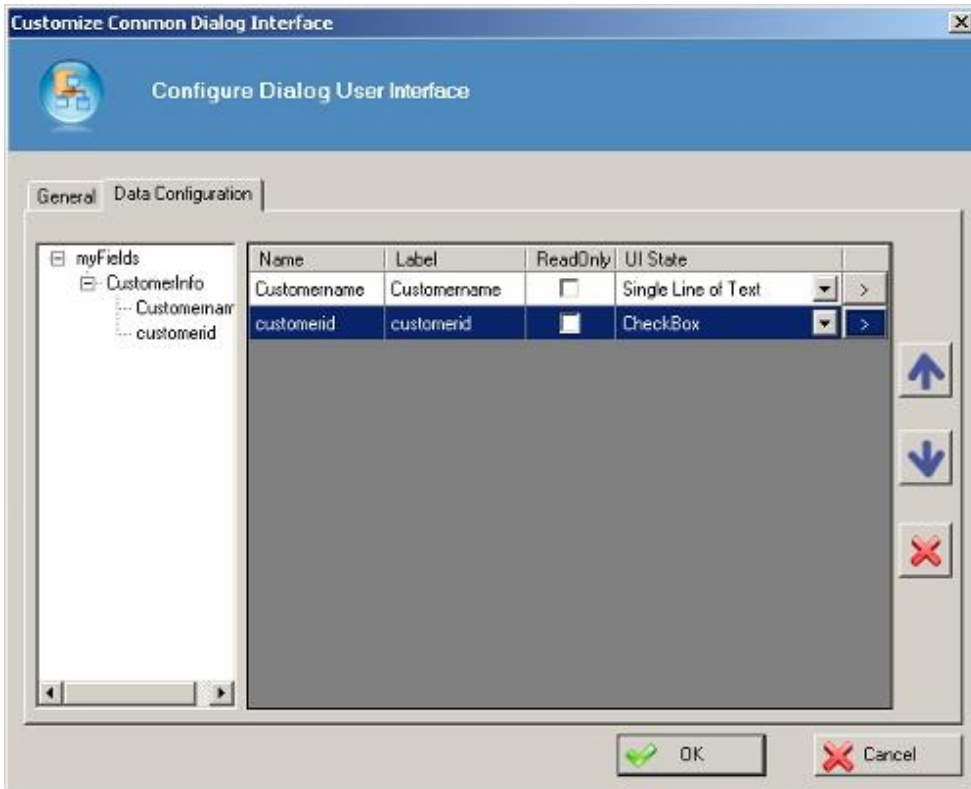 Customize Common Dialog Interface
Configure Dialog User Interface
General Data Configuration
myFields
CustomerInfo
customerid
Name Label ReadOnly UI State
Customername Customername Single Line of Text >
customerid customerid CheckBox >
OK Cancel